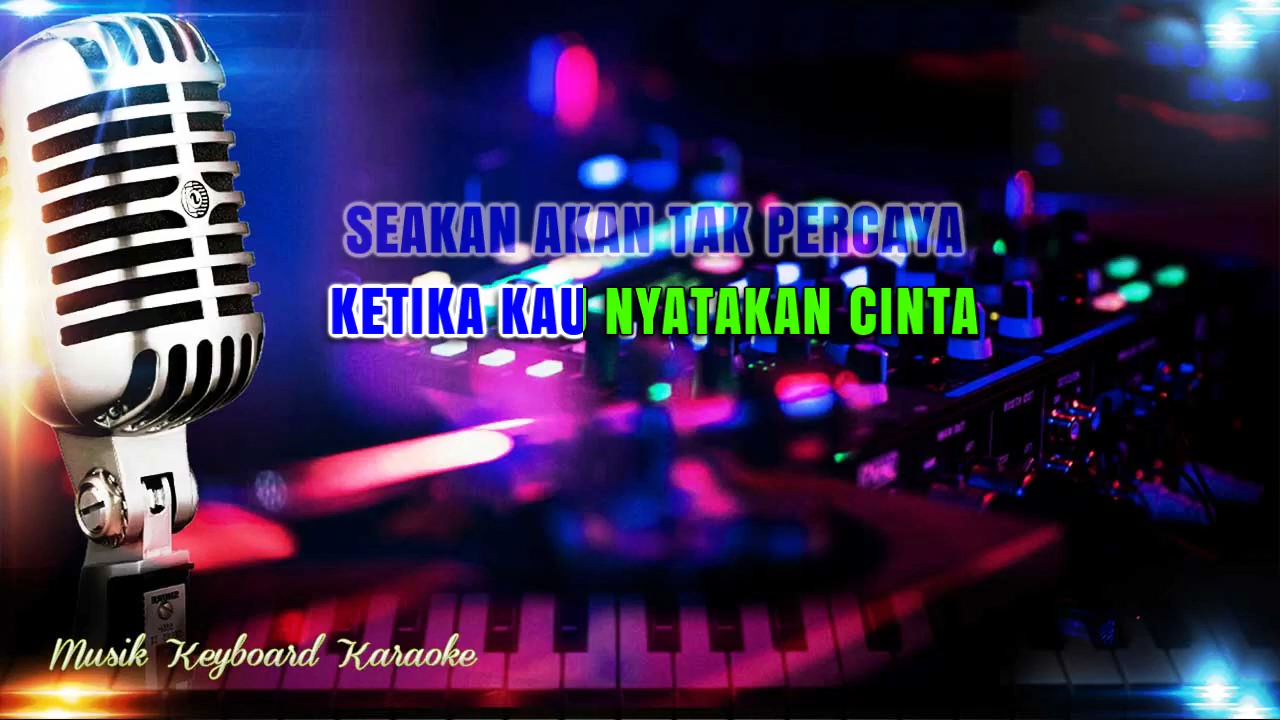 SEAKAN AKAN TAK PERCAYA
KETIKA KAU NYATAKAN CINTA
Musik Keyboard Karaoke